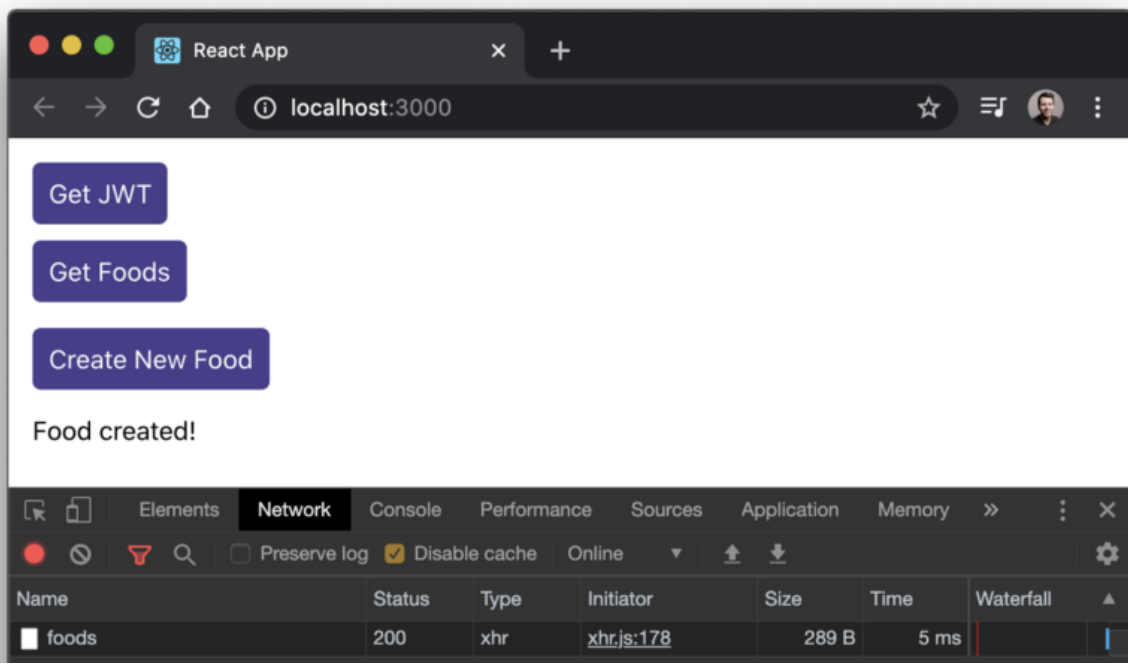 React App
localhost:3000
Get JWT
Get Foods
Create New Food
Food created!
Elements Network Console Performance Sources Application Memory »
Preserve log Disable cache Online
Name Status Type Initiator Size Time Waterfall
foods 200 xhr xhr.js:178 289 B 5 ms